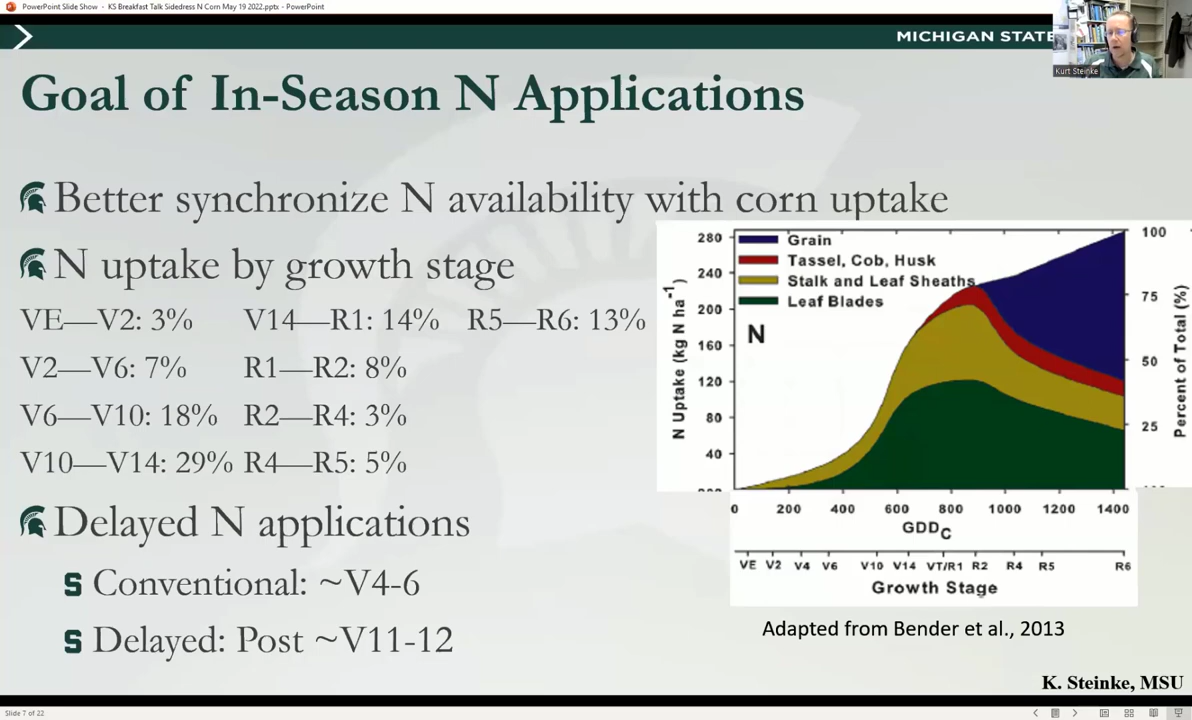 PowerPoint Slide Show - KS Breakfast Talk Sidedress N Corn May 19 2022.pptx - PowerPoint
MICHIGAN STATE
Kurt Steinke
Goal of In-Season N Applications
Better synchronize N availability with corn uptake
N uptake by growth stage
VE—V2: 3% V14—R1: 14% R5—R6: 13%
V2—V6: 7% R1—R2: 8%
V6—V10: 18% R2—R4: 3%
V10—V14: 29% R4—R5: 5%
Delayed N applications
Conventional: ~V4-6
Delayed: Post ~V11-12
N Uptake (kg N ha-1)
280
240
200
160
120
80
40
Grain
Tassel, Cob, Husk
Stalk and Leaf Sheaths
Leaf Blades
N
100
75
50
25
Percent of Total (%)
0 200 400 600 800 1000 1200 1400
GDDC
VE V2 V4 V6 V10 V14 VT/R1 R2 R4 R5 R6
Growth Stage
Adapted from Bender et al., 2013
K. Steinke, MSU
Slide 7 of 22